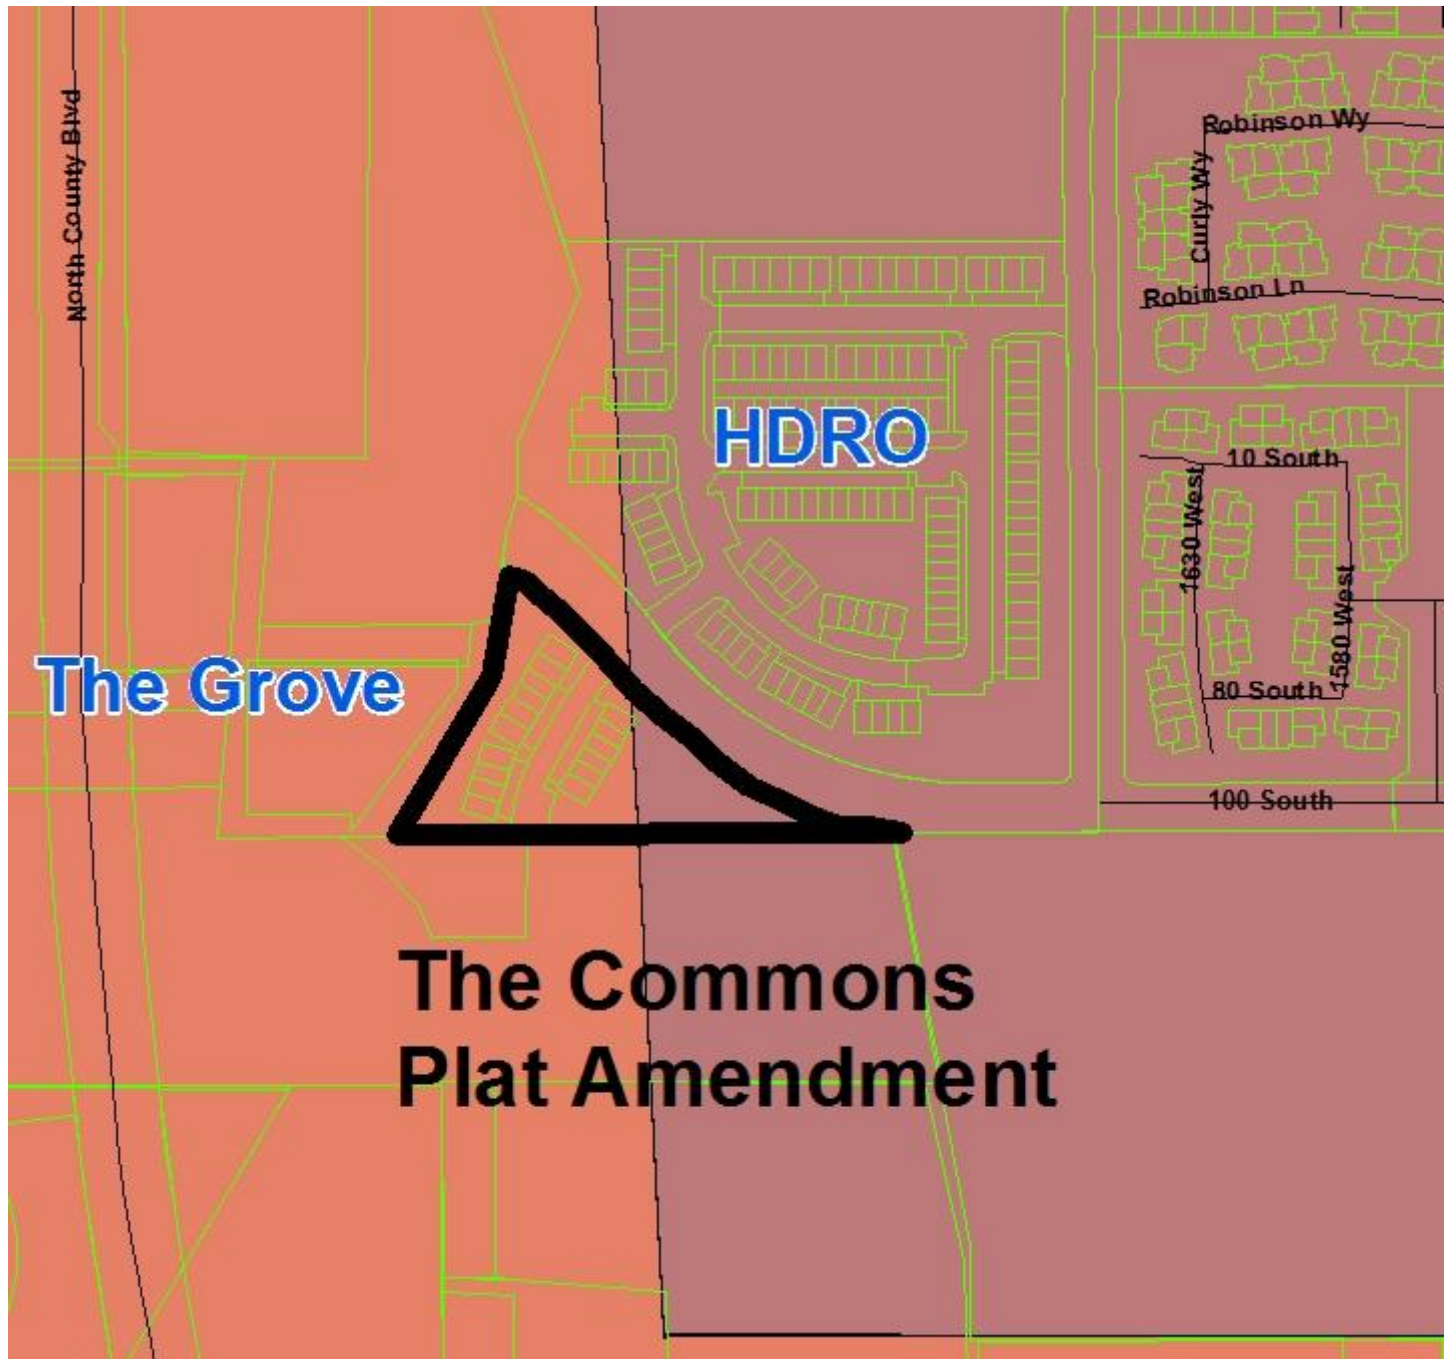 North County Blvd
Robinson Wy
Curly Wy
Robinson Ln
HDRO
10 South
1630 West
1580 West
The Grove
80 South
100 South
The Commons
Plat Amendment